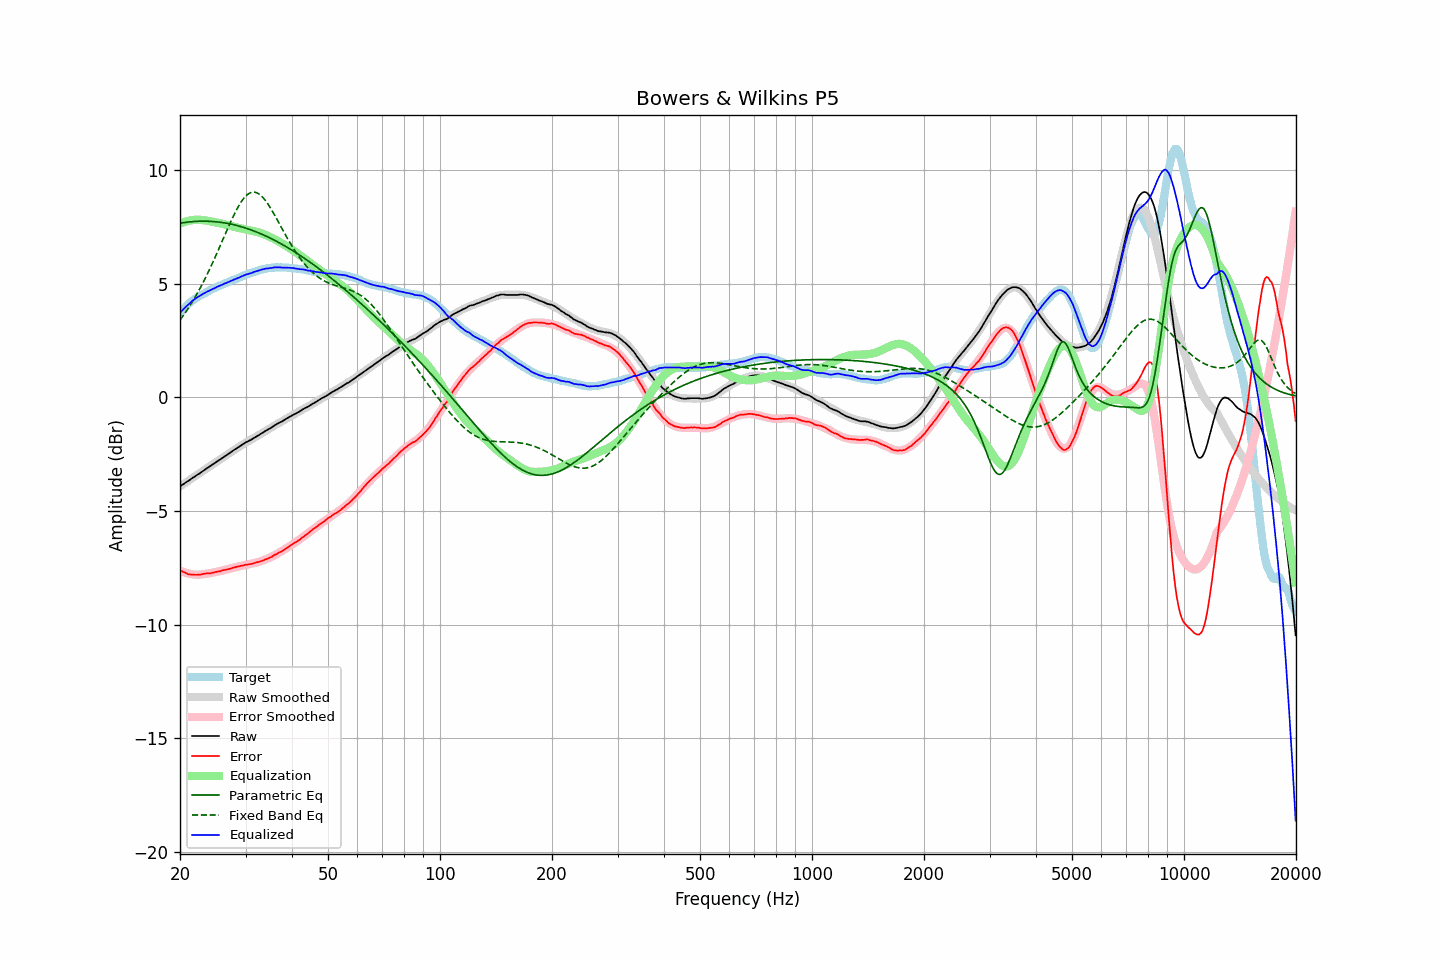 Bowers & Wilkins P5
Amplitude (dBr)
10
5
0
−5
−10
−15
−20
Target
Raw Smoothed
Error Smoothed
Raw
Error
Equalization
Parametric Eq
Fixed Band Eq
Equalized
20 50 100 200 500 1000 2000 5000 10000 20000
Frequency (Hz)